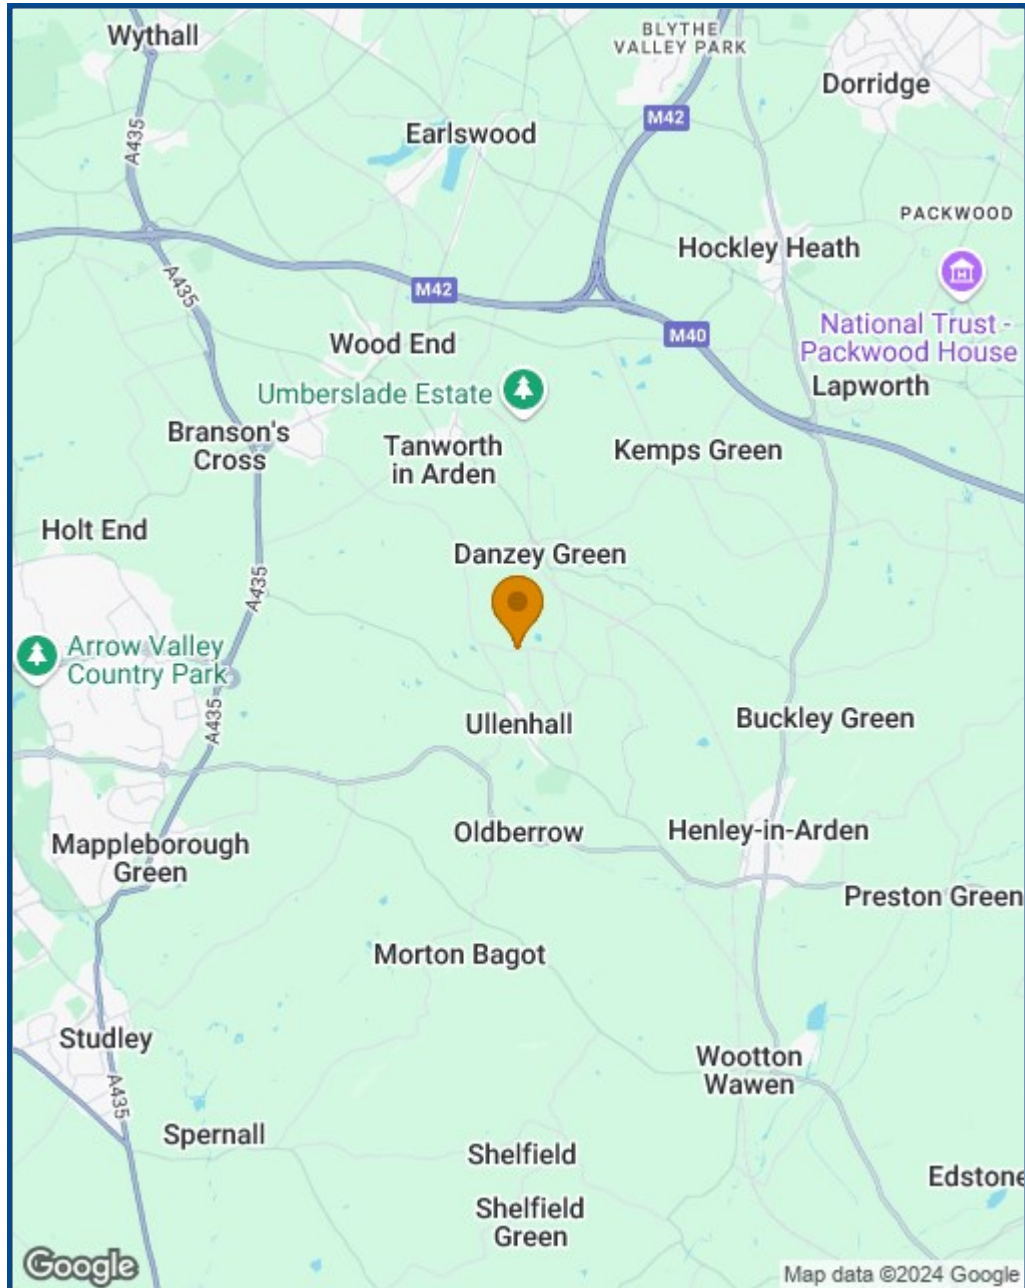 Wythall
BLYTHE
VALLEY PARK
Dorridge
M42
Earlswood
A435
PACKWOOD
Hockley Heath
A435
M42
National Trust -
Packwood House
M40
Wood End
Umberslade Estate
Lapworth
Branson's
Cross
Tanworth
in Arden
Kemps Green
Holt End
Danzey Green
A435
Arrow Valley
Country Park
A435
Ullenhall
Buckley Green
Oldberrow
Henley-in-Arden
Mappleborough
Green
Preston Green
Morton Bagot
Studley
Wootton
Wawen
A435
Spernall
Shelfield
Edstone
Shelfield
Green
Google
Map data ©2024 Google